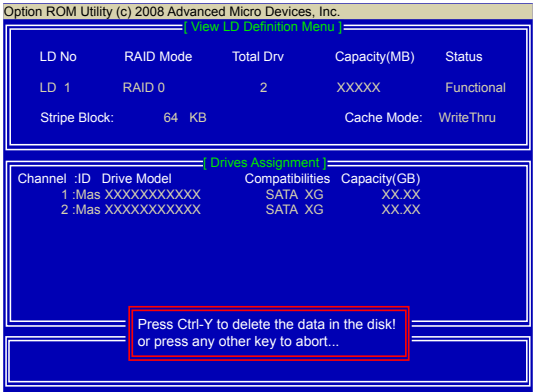 Option ROM Utility (c) 2008 Advanced Micro Devices, Inc.
[ View LD Definition Menu ]
LD No RAID Mode Total Drv Capacity(MB) Status
LD 1 RAID 0 2 XXXXX Functional
Stripe Block: 64 KB Cache Mode: WriteThru
[ Drives Assignment ]
Channel :ID Drive Model Compatibilities Capacity(GB)
1 :Mas XXXXXXXXXXX SATA XG XX.XX
2 :Mas XXXXXXXXXXX SATA XG XX.XX
Press Ctrl-Y to delete the data in the disk!
or press any other key to abort...